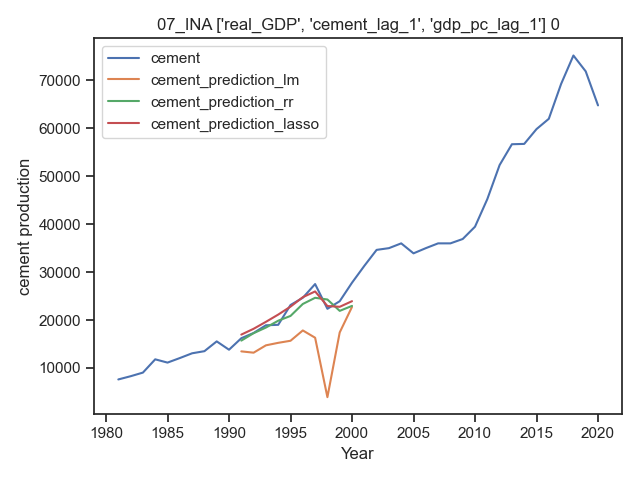 07_INA ['real_GDP', 'cement_lag_1', 'gdp_pc_lag_1'] 0
cement
cement_prediction_lm
cement_prediction_rr
cement_prediction_lasso
70000
60000
50000
40000
30000
20000
10000
cement production
1980 1985 1990 1995 2000 2005 2010 2015 2020
Year